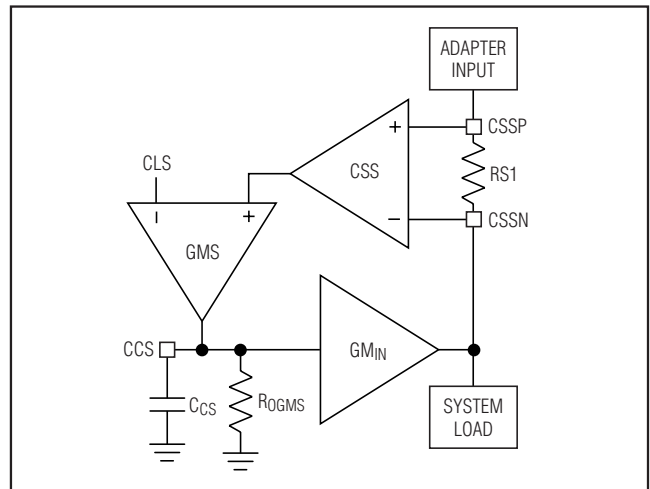 ADAPTER
INPUT
CSSP
+
CLS
CSS
RS1
− +
−
CSSN
GMS
CCS
GMIN
CCS
ROGMS
SYSTEM
LOAD